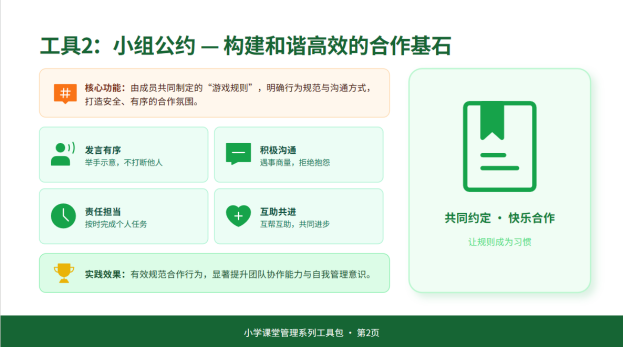 工具2：小组公约 — 构建和谐高效的合作基石
核心功能：由成员共同制定的“游戏规则”，明确行为规范与沟通方式，
打造安全、有序的合作氛围。
发言有序
举手示意，不打断他人
积极沟通
遇事商量，拒绝抱怨
责任担当
按时完成个人任务
互助共进
互帮互助，共同进步
实践效果：有效规范合作行为，显著提升团队协作能力与自我管理意识。
共同约定 · 快乐合作
让规则成为习惯
小学课堂管理系列工具包 · 第2页